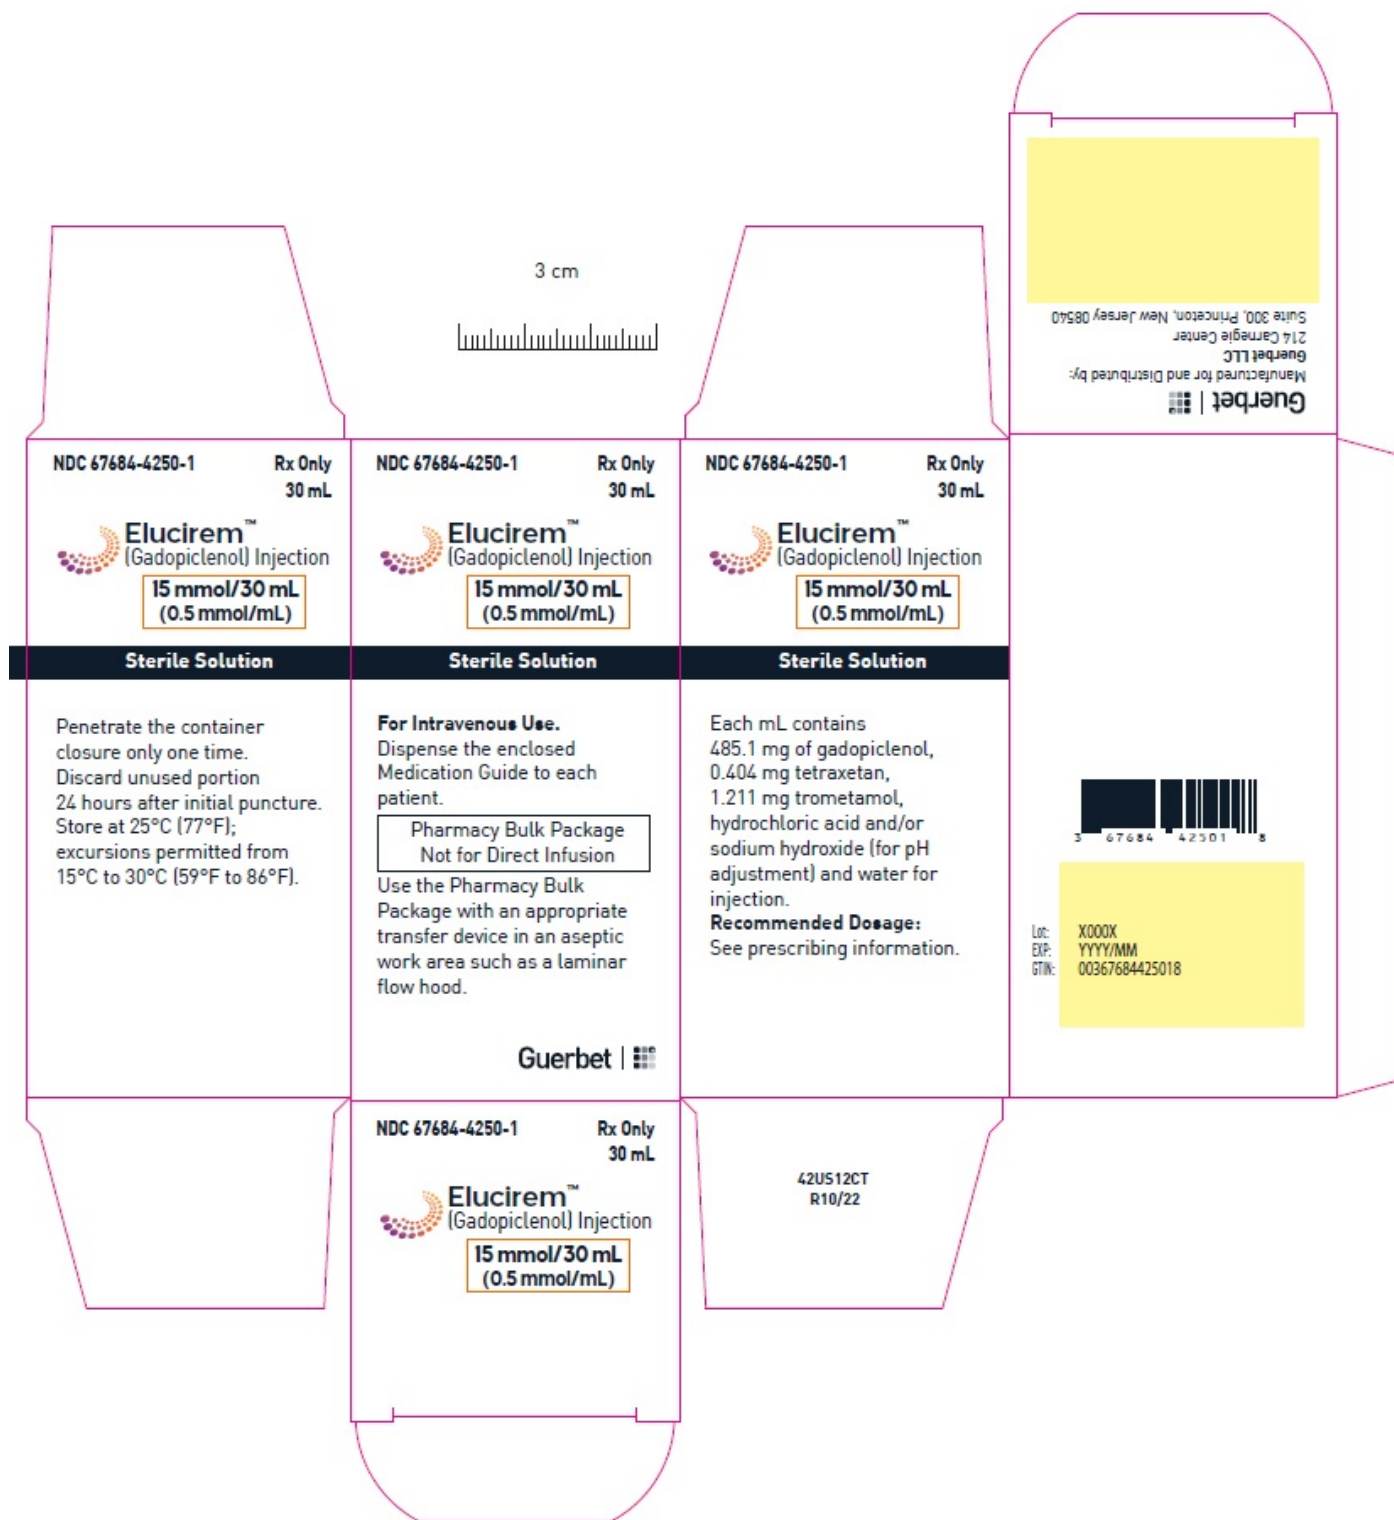 3 cm
Guerbet
Manufactured for and Distributed by:
Guerbet LLC
214 Carnegie Center
Suite 300, Princeton, New Jersey 08540
NDC 67684-4250-1 Rx Only
30 mL
Elucirem™
(Gadopiclenol) Injection
15 mmol/30 mL
(0.5 mmol/mL)
Sterile Solution
Penetrate the container
closure only one time.
Discard unused portion
24 hours after initial puncture.
Store at 25°C (77°F);
excursions permitted from
15°C to 30°C (59°F to 86°F).
NDC 67684-4250-1 Rx Only
30 mL
Elucirem™
(Gadopiclenol) Injection
15 mmol/30 mL
(0.5 mmol/mL)
Sterile Solution
For Intravenous Use.
Dispense the enclosed
Medication Guide to each
patient.
Pharmacy Bulk Package
Not for Direct Infusion
Use the Pharmacy Bulk
Package with an appropriate
transfer device in an aseptic
work area such as a laminar
flow hood.
Guerbet
NDC 67684-4250-1 Rx Only
30 mL
Elucirem™
(Gadopiclenol) Injection
15 mmol/30 mL
(0.5 mmol/mL)
Sterile Solution
Each mL contains
485.1 mg of gadopiclenol,
0.404 mg tetraxetan,
1.211 mg trometamol,
hydrochloric acid and/or
sodium hydroxide (for pH
adjustment) and water for
injection.
Recommended Dosage:
See prescribing information.
3 67684 42501 8
Lot: X000X
EXP: YYYY/MM
GTIN: 00367684425018
NDC 67684-4250-1 Rx Only
30 mL
Elucirem™
(Gadopiclenol) Injection
15 mmol/30 mL
(0.5 mmol/mL)
42US12CT
R10/22